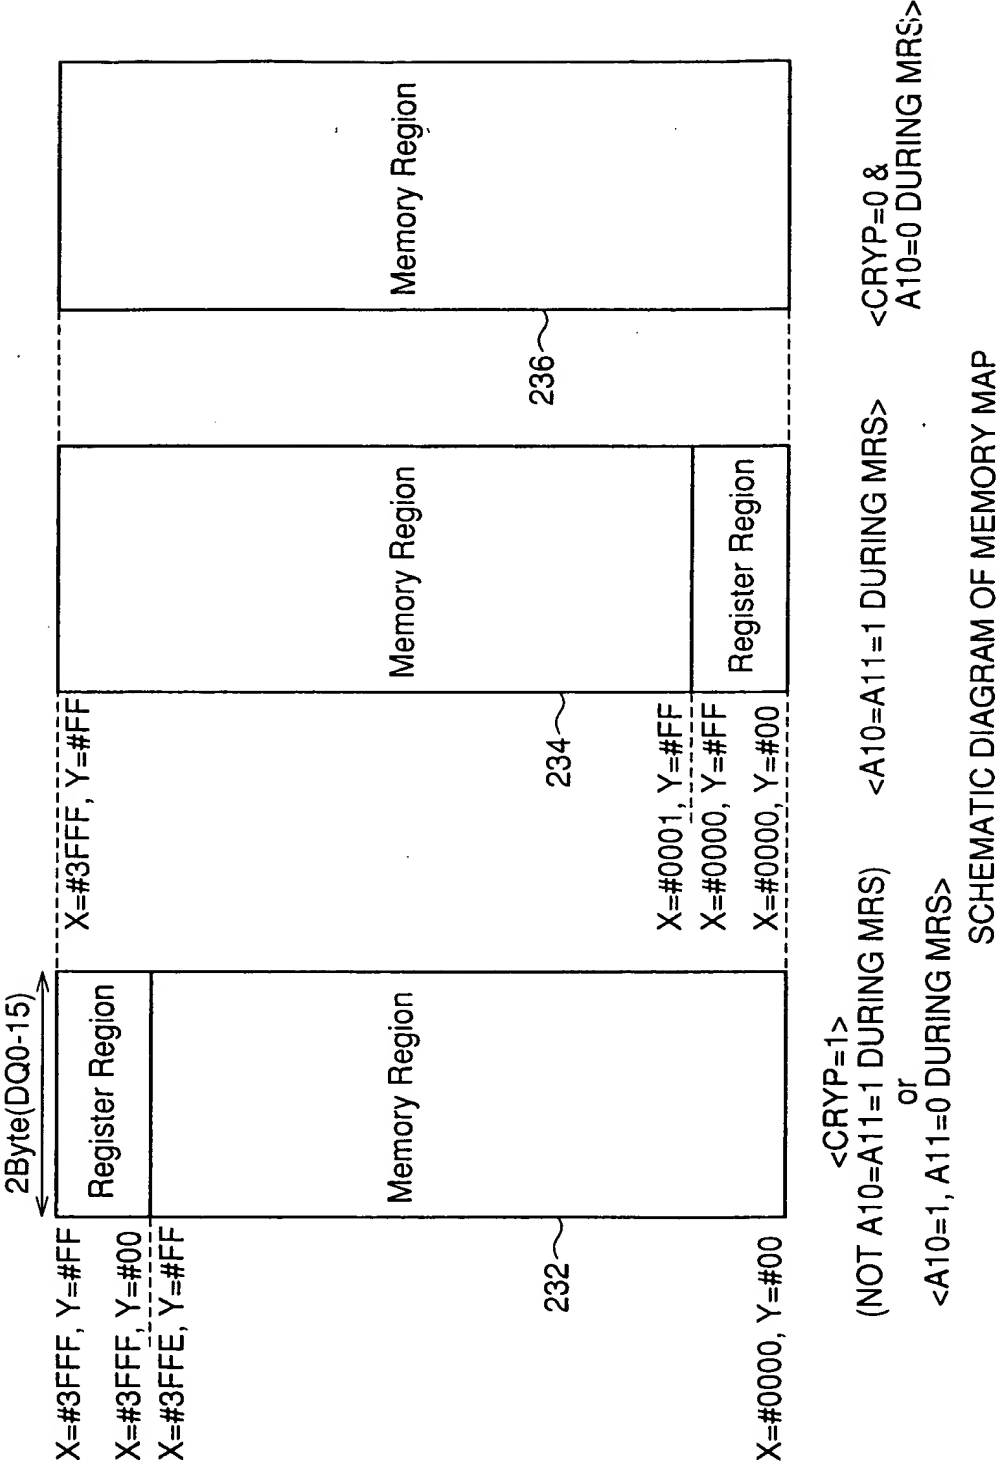 2Byte(DQ0-15)
X=#3FFF, Y=#FF
Register Region
X=#3FFF, Y=#00
X=#3FFE, Y=#FF
Memory Region
232
X=#0000, Y=#00
<CRYP=1>
(NOT A10=A11=1 DURING MRS)
or
<A10=1, A11=0 DURING MRS>
X=#3FFF, Y=#FF
Memory Region
234
X=#0001, Y=#FF
X=#0000, Y=#FF
Register Region
X=#0000, Y=#00
<A10=A11=1 DURING MRS>
Memory Region
236
<CRYP=0 &
A10=0 DURING MRS>
SCHEMATIC DIAGRAM OF MEMORY MAP